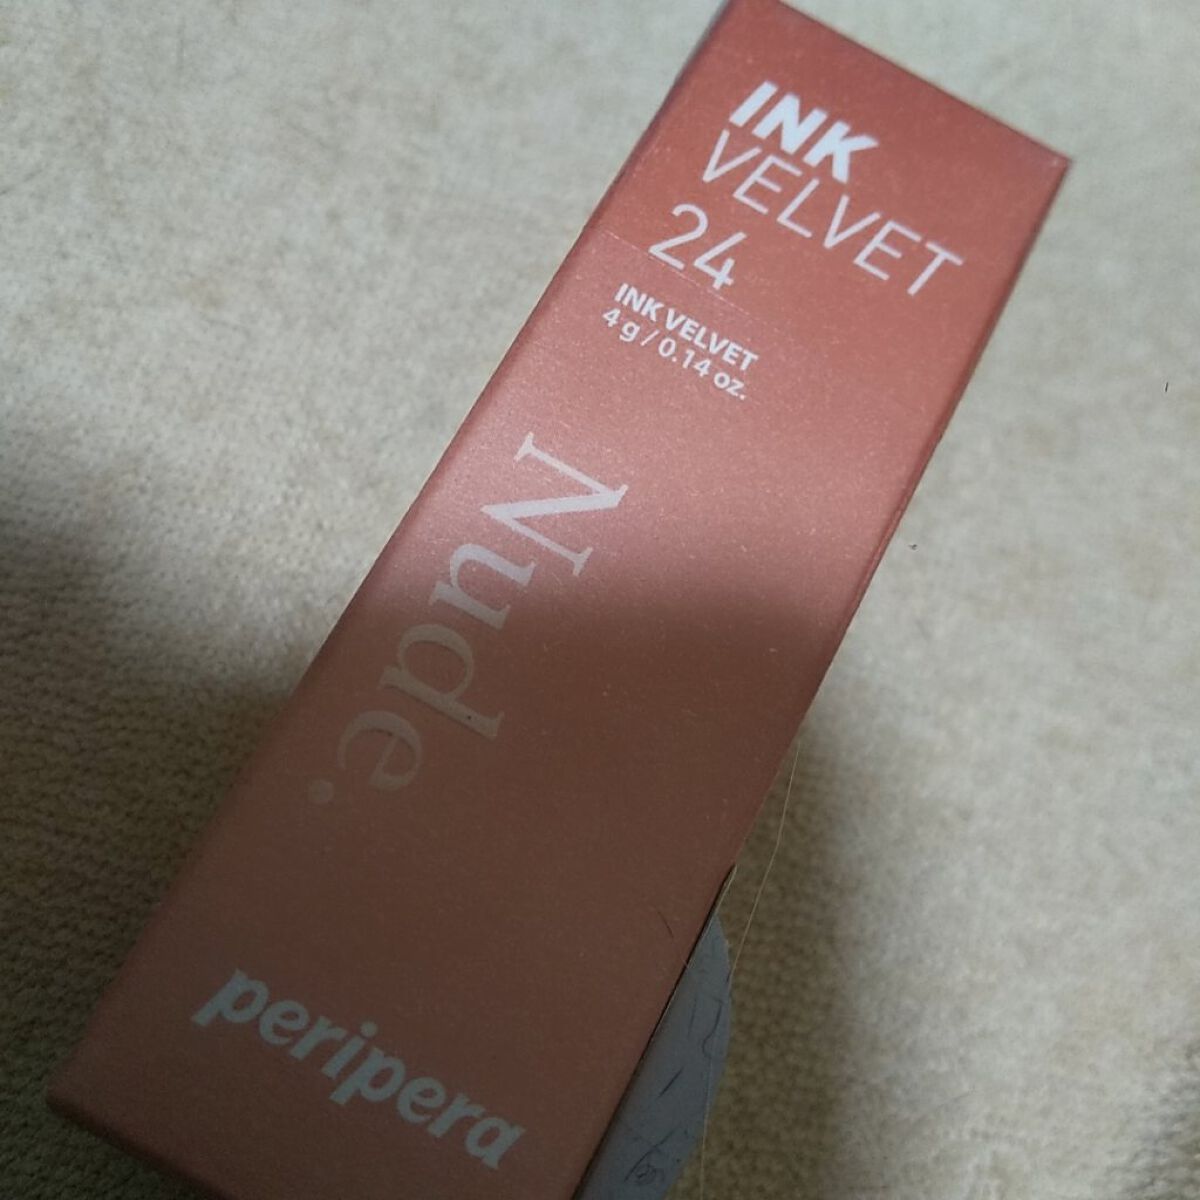 INK
VELVET
24
INK VELVET
4 g / 0.14 oz.
Nude.
peripera